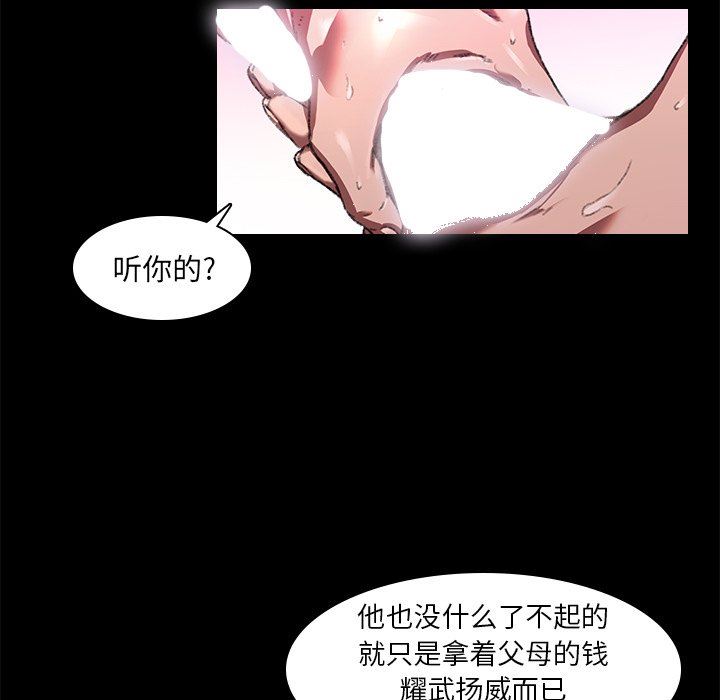 听你的?
他也没什么了不起的
就只是拿着父母的钱
耀武扬威而已